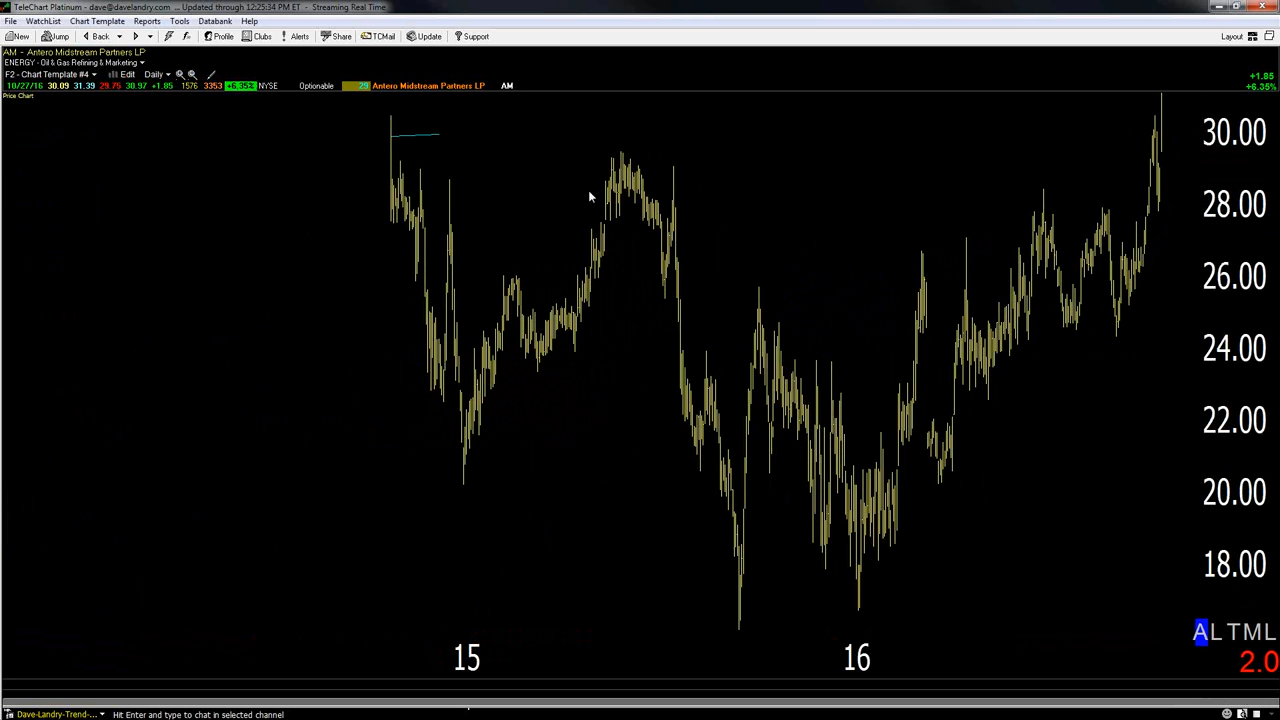 TeleChart Platinum - dave@davelandry.com ... Updated through 12:25:34 PM ET - Streaming Real Time
File WatchList Chart Template Reports Tools Databank Help
New Jump Back Profile Clubs Alerts Share TCMail Update Support Layout
AM - Antero Midstream Partners LP
ENERGY - Oil & Gas Refining & Marketing
F2 - Chart Template #4 Edit Daily +1.85
10/27/16 30.09 31.39 29.75 30.97 +1.85 1576 3353 +6.35% NYSE Optionable 29 Antero Midstream Partners LP AM +6.35%
Price Chart
30.00
28.00
26.00
24.00
22.00
20.00
18.00
ALTML
15 16 2.0
Dave-Landry-Trend-... Hit Enter and type to chat in selected channel